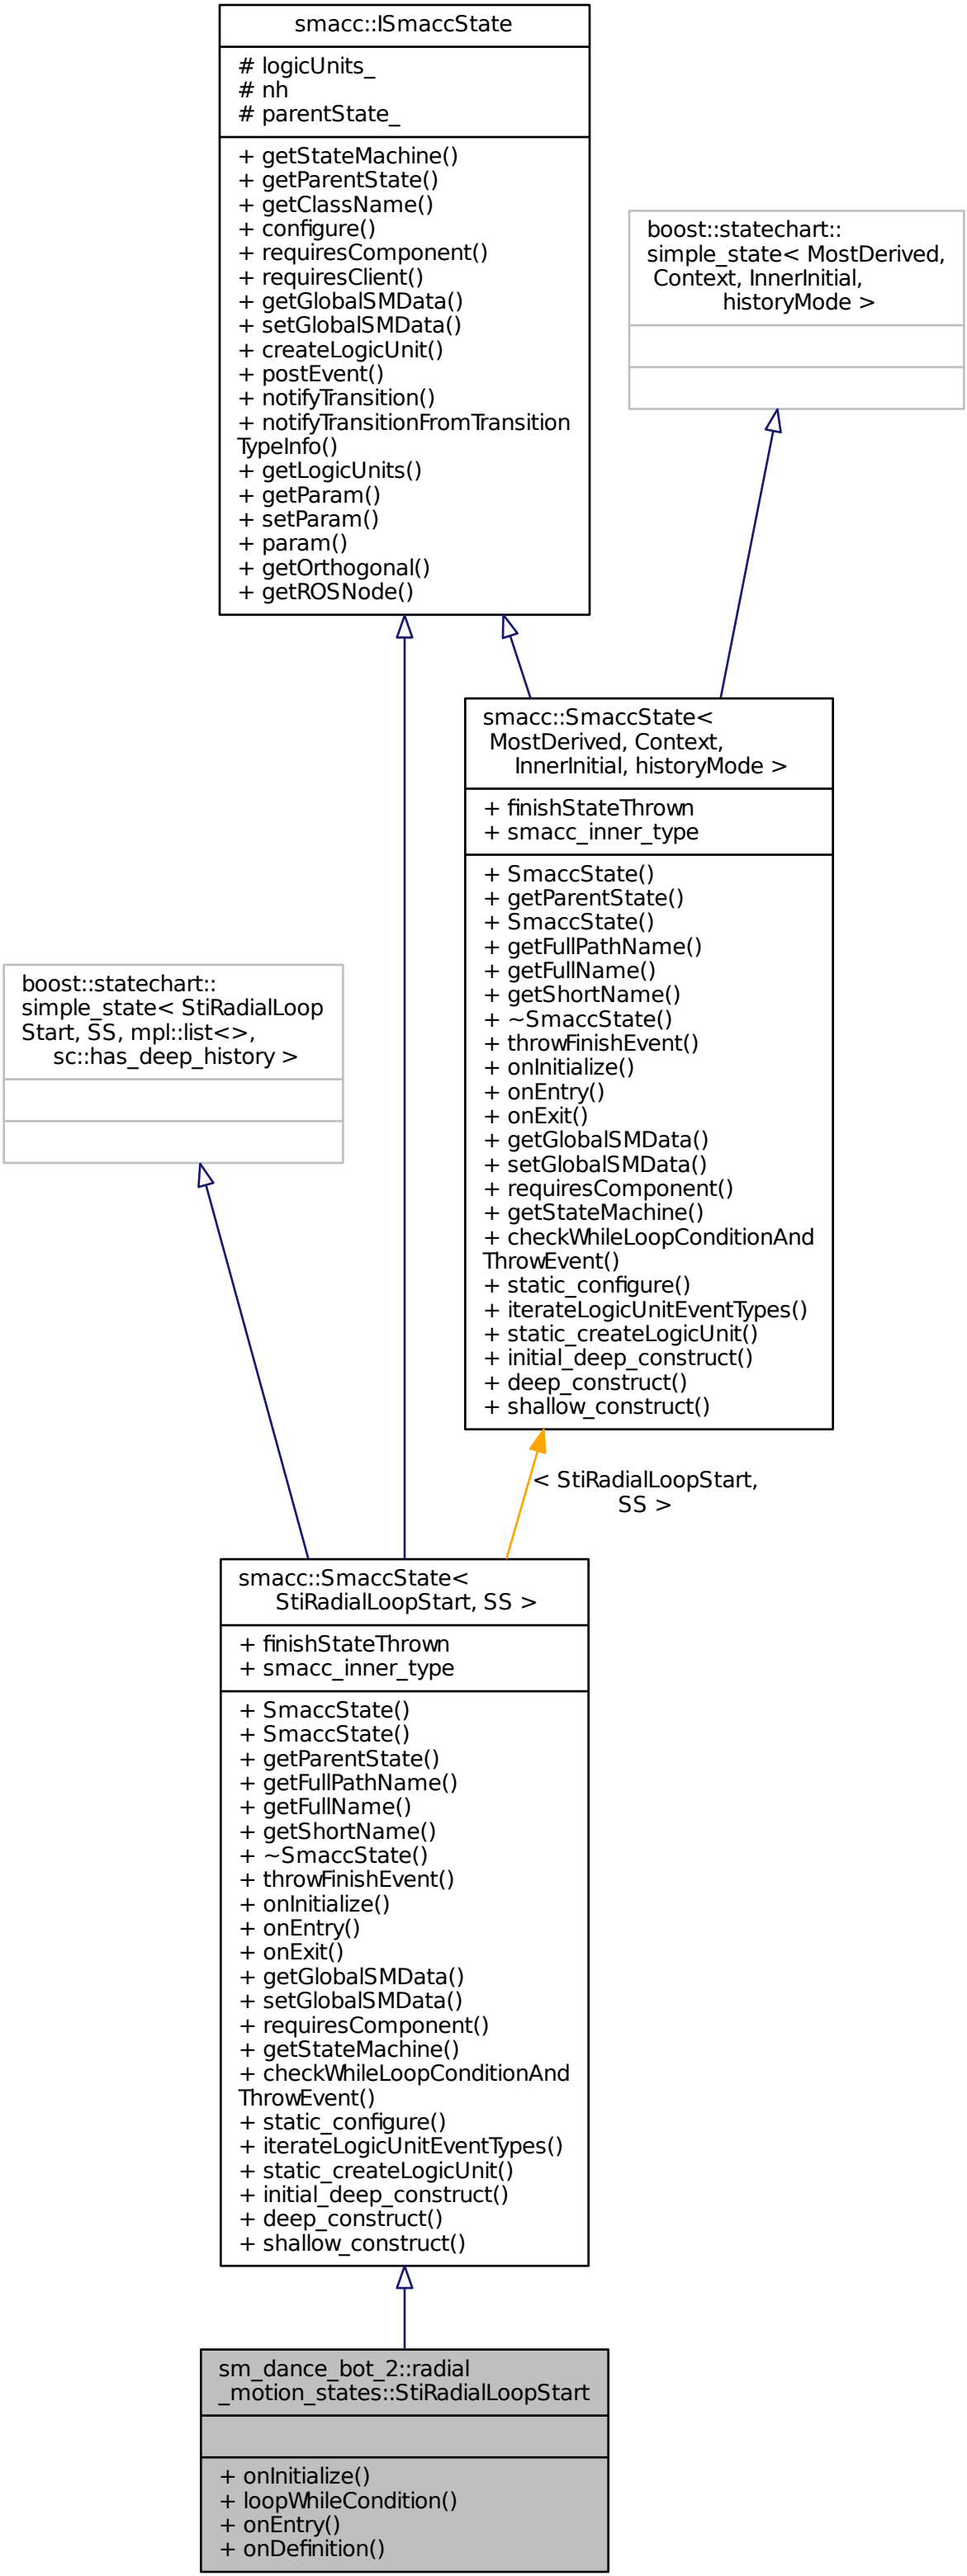 smacc::ISmaccState
# logicUnits_
# nh
# parentState_
+ getStateMachine()
+ getParentState()
+ getClassName()
+ configure()
+ requiresComponent()
+ requiresClient()
+ getGlobalSMData()
+ setGlobalSMData()
+ createLogicUnit()
+ postEvent()
+ notifyTransition()
+ notifyTransitionFromTransition
TypeInfo()
+ getLogicUnits()
+ getParam()
+ setParam()
+ param()
+ getOrthogonal()
+ getROSNode()
boost::statechart::
simple_state< MostDerived,
Context, InnerInitial,
historyMode >
smacc::SmaccState<
MostDerived, Context,
InnerInitial, historyMode >
+ finishStateThrown
+ smacc_inner_type
+ SmaccState()
+ getParentState()
+ SmaccState()
+ getFullPathName()
+ getFullName()
+ getShortName()
+ ~SmaccState()
+ throwFinishEvent()
+ onInitialize()
+ onEntry()
+ onExit()
+ getGlobalSMData()
+ setGlobalSMData()
+ requiresComponent()
+ getStateMachine()
+ checkWhileLoopConditionAnd
ThrowEvent()
+ static_configure()
+ iterateLogicUnitEventTypes()
+ static_createLogicUnit()
+ initial_deep_construct()
+ deep_construct()
+ shallow_construct()
boost::statechart::
simple_state< StiRadialLoop
Start, SS, mpl::list<>,
sc::has_deep_history >
< StiRadialLoopStart,
SS >
smacc::SmaccState<
StiRadialLoopStart, SS >
+ finishStateThrown
+ smacc_inner_type
+ SmaccState()
+ SmaccState()
+ getParentState()
+ getFullPathName()
+ getFullName()
+ getShortName()
+ ~SmaccState()
+ throwFinishEvent()
+ onInitialize()
+ onEntry()
+ onExit()
+ getGlobalSMData()
+ setGlobalSMData()
+ requiresComponent()
+ getStateMachine()
+ checkWhileLoopConditionAnd
ThrowEvent()
+ static_configure()
+ iterateLogicUnitEventTypes()
+ static_createLogicUnit()
+ initial_deep_construct()
+ deep_construct()
+ shallow_construct()
sm_dance_bot_2::radial
_motion_states::StiRadialLoopStart
+ onInitialize()
+ loopWhileCondition()
+ onEntry()
+ onDefinition()